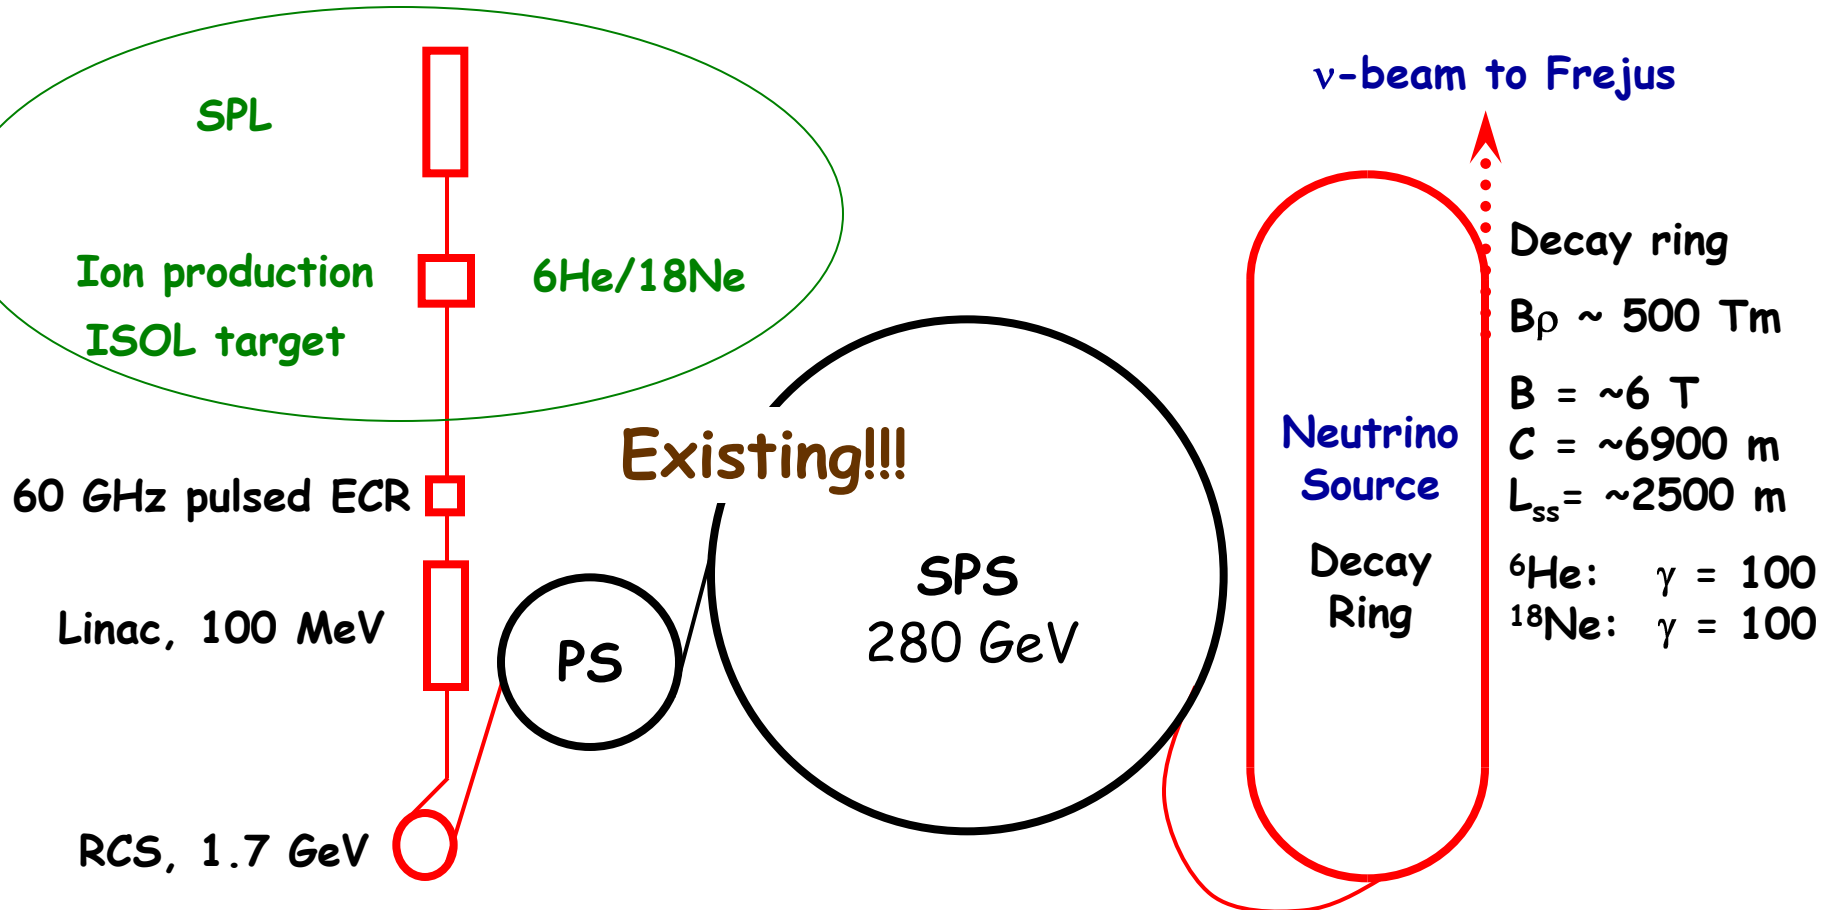 SPL
Ion production
ISOL target
6He/18Ne
60 GHz pulsed ECR
Linac, 100 MeV
RCS, 1.7 GeV
PS
Existing!!!
SPS
280 GeV
ν-beam to Frejus
Neutrino
Source
Decay
Ring
Decay ring
Bρ ~ 500 Tm
B = ~6 T
C = ~6900 m
Lss= ~2500 m
⁶He: γ = 100
¹⁸Ne: γ = 100